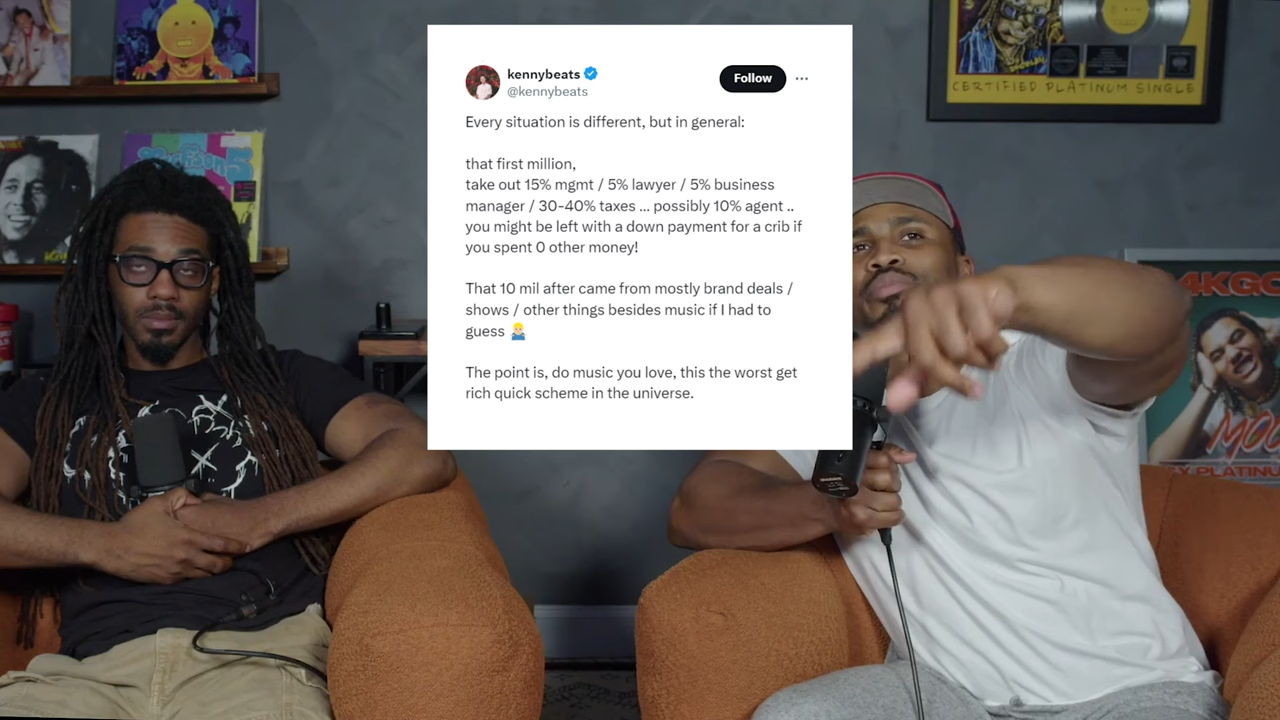 kennybeats
@kennybeats
Follow
Every situation is different, but in general:
that first million,
take out 15% mgmt / 5% lawyer / 5% business
manager / 30-40% taxes ... possibly 10% agent ..
you might be left with a down payment for a crib if
you spent 0 other money!
That 10 mil after came from mostly brand deals /
shows / other things besides music if I had to
guess
The point is, do music you love, this the worst get
rich quick scheme in the universe.
CERTIFIED PLATINUM SINGLE
4KGO
MOO
PLATINU